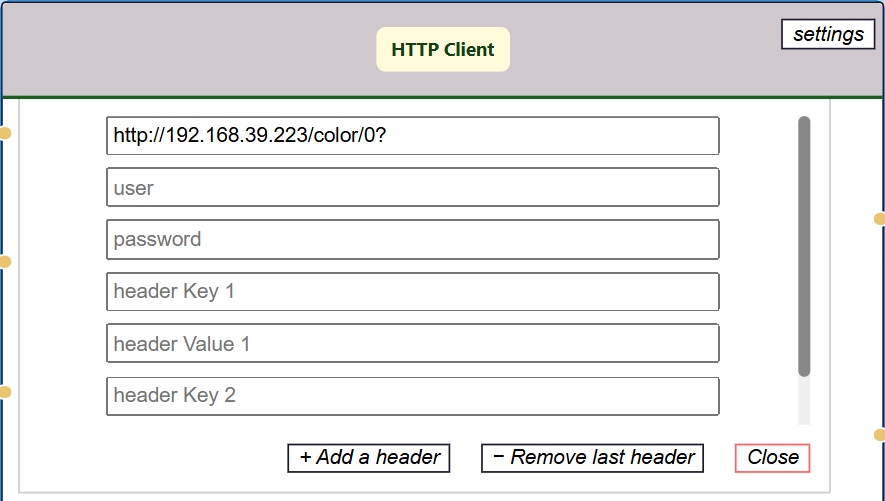 HTTP Client
settings
http://192.168.39.223/color/0?
user
password
header Key 1
header Value 1
header Key 2
+ Add a header
− Remove last header
Close